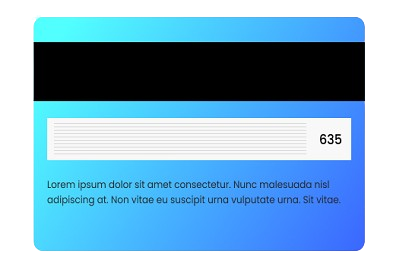 635
Lorem ipsum dolor sit amet consectetur. Nunc malesuada nisl
adipiscing at. Non vitae eu suscipit urna vulputate urna. Sit vitae.